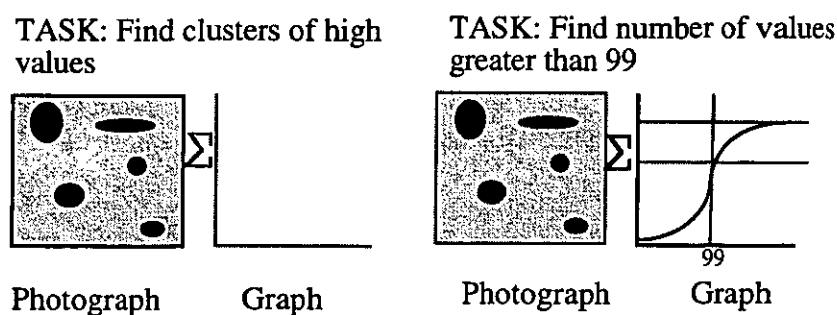 TASK: Find clusters of high
values
Σ
Photograph Graph
TASK: Find number of values
greater than 99
Σ
99
Photograph Graph